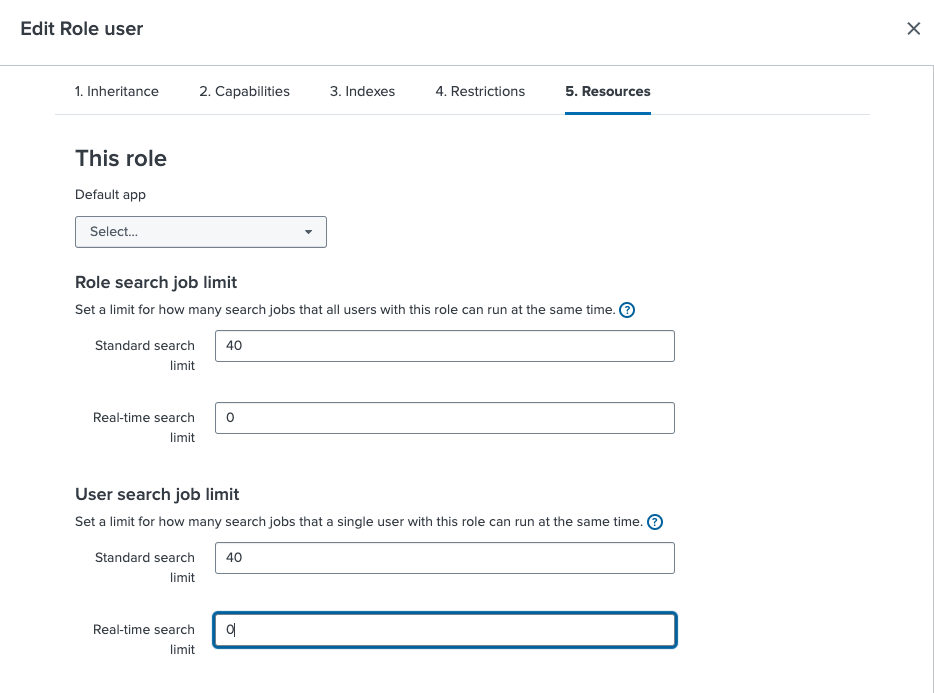 Edit Role user
1. Inheritance 2. Capabilities 3. Indexes 4. Restrictions 5. Resources
This role
Default app
Select...
Role search job limit
Set a limit for how many search jobs that all users with this role can run at the same time. ?
Standard search
limit
40
Real-time search
limit
0
User search job limit
Set a limit for how many search jobs that a single user with this role can run at the same time. ?
Standard search
limit
40
Real-time search
limit
0